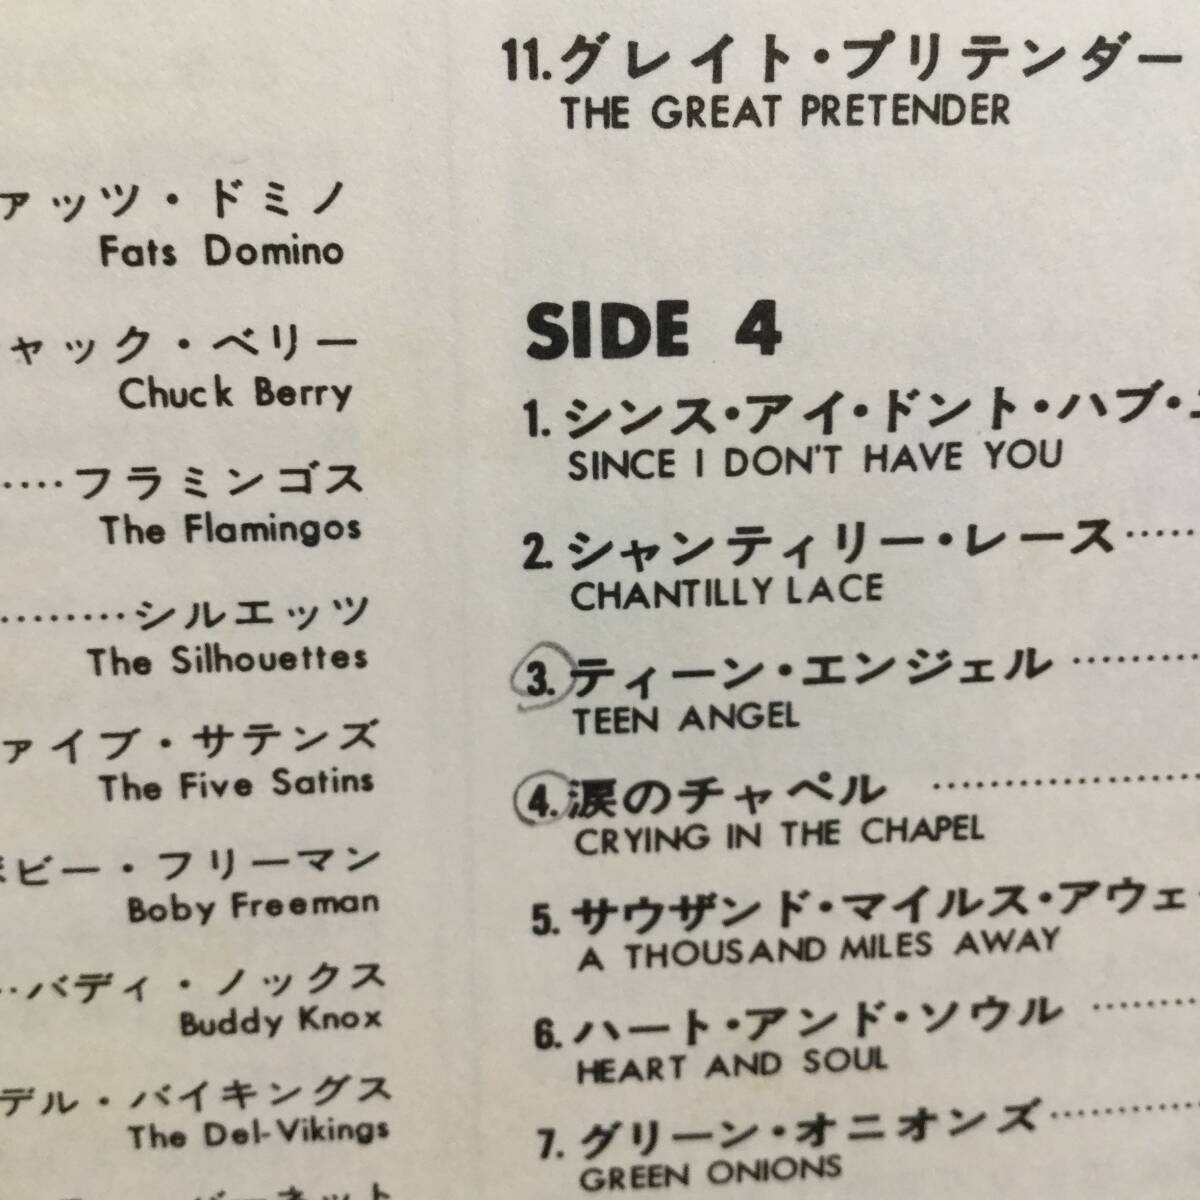 ァッツ・ドミノ
Fats Domino
ャック・ベリー
Chuck Berry
····フラミンゴス
The Flamingos
·········シルエッツ
The Silhouettes
ァイブ・サテンズ
The Five Satins
ビー・フリーマン
Boby Freeman
··バディ・ノックス
Buddy Knox
デル・バイキングス
The Del-Vikings
11.グレイト・プリテンダー
THE GREAT PRETENDER
SIDE 4
1.シンス・アイ・ドント・ハブ・
SINCE I DON'T HAVE YOU
2.シャンティリー・レース·····
CHANTILLY LACE
3.ティーン・エンジェル ·········
TEEN ANGEL
4.涙のチャペル ··················
CRYING IN THE CHAPEL
5.サウザンド・マイルス・アウェ
A THOUSAND MILES AWAY
6.ハート・アンド・ソウル ········
HEART AND SOUL
7.グリーン・オニオンズ··········
GREEN ONIONS